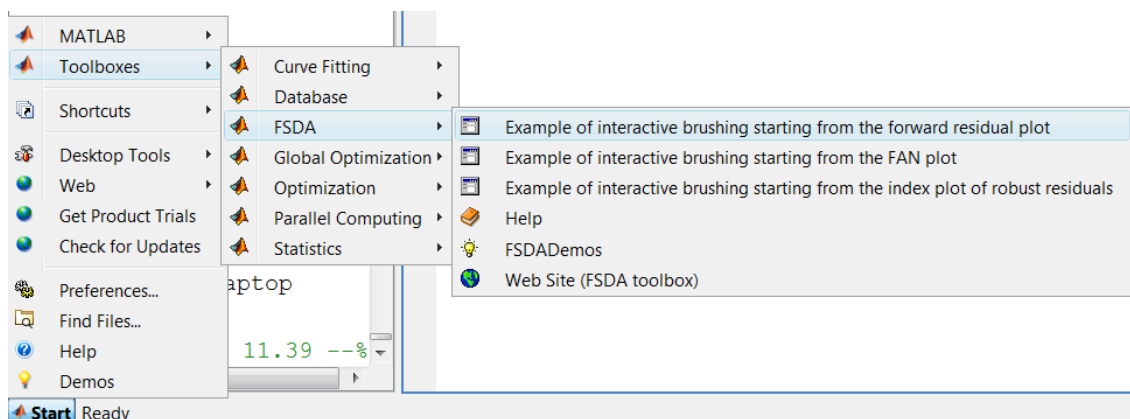 MATLAB
Toolboxes
Shortcuts
Desktop Tools
Web
Get Product Trials
Check for Updates
Preferences...
Find Files...
Help
Demos
Curve Fitting
Database
FSDA
Global Optimization
Optimization
Parallel Computing
Statistics
Example of interactive brushing starting from the forward residual plot
Example of interactive brushing starting from the FAN plot
Example of interactive brushing starting from the index plot of robust residuals
Help
FSDADemos
Web Site (FSDA toolbox)
aptop
11.39 --%
Start Ready